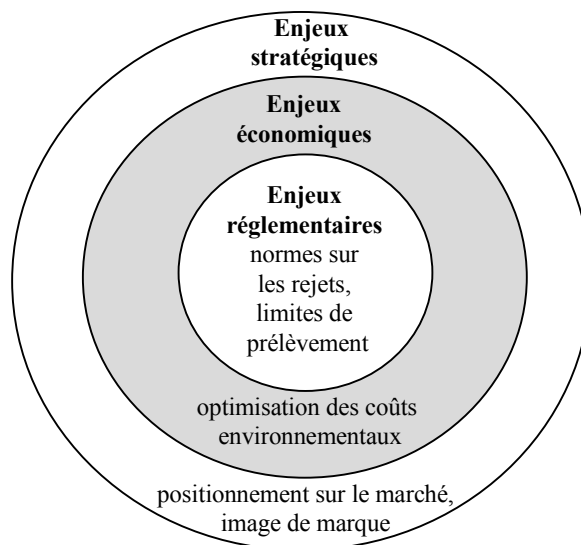 Enjeux
stratégiques
Enjeux
économiques
Enjeux
réglementaires
normes sur
les rejets,
limites de
prélèvement
optimisation des coûts
environnementaux
positionnement sur le marché,
image de marque